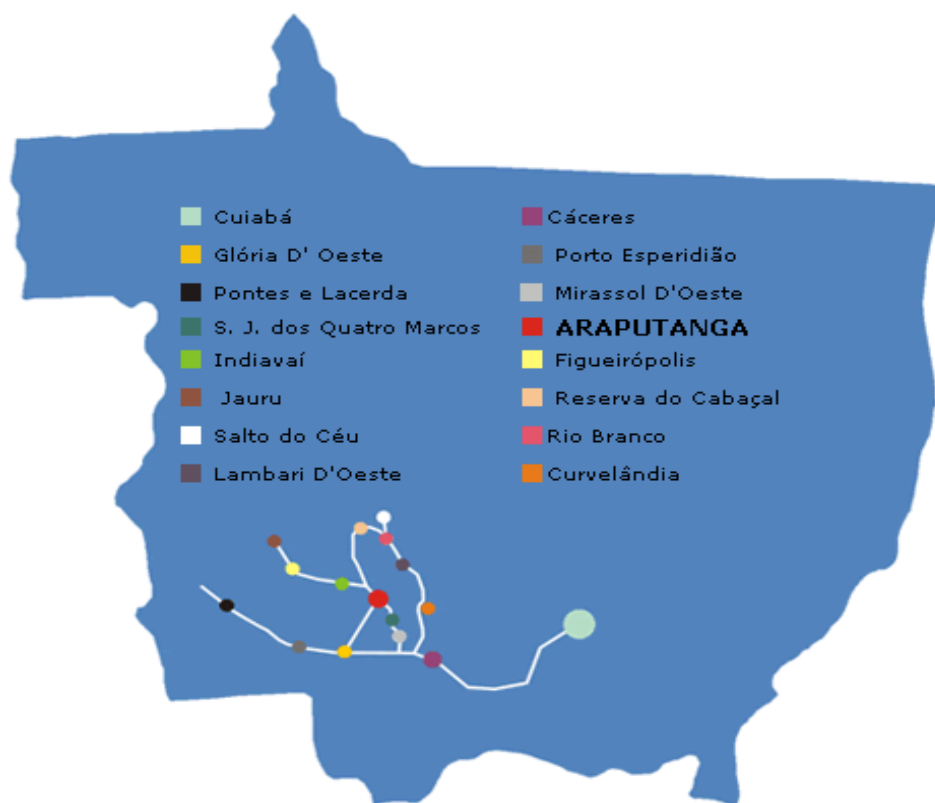 Cuiabá
Cáceres
Glória D' Oeste
Porto Esperidião
Pontes e Lacerda
Mirassol D'Oeste
S. J. dos Quatro Marcos
ARAPUTANGA
Indiavaí
Figueirópolis
Jauru
Reserva do Cabaçal
Salto do Céu
Rio Branco
Lambari D'Oeste
Curvelândia